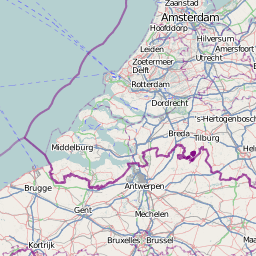 Zaanstad
Amsterdam
Hoofddorp
Hilversum
Leiden
Amersfoort
Zoetermeer
Utrecht
Delft
Rotterdam
Dordrecht
's-Hertogenbosch
Breda
Tilburg
Middelburg
Brugge
Antwerpen
Gent
Mechelen
Kortrijk
Bruxelles - Brussel